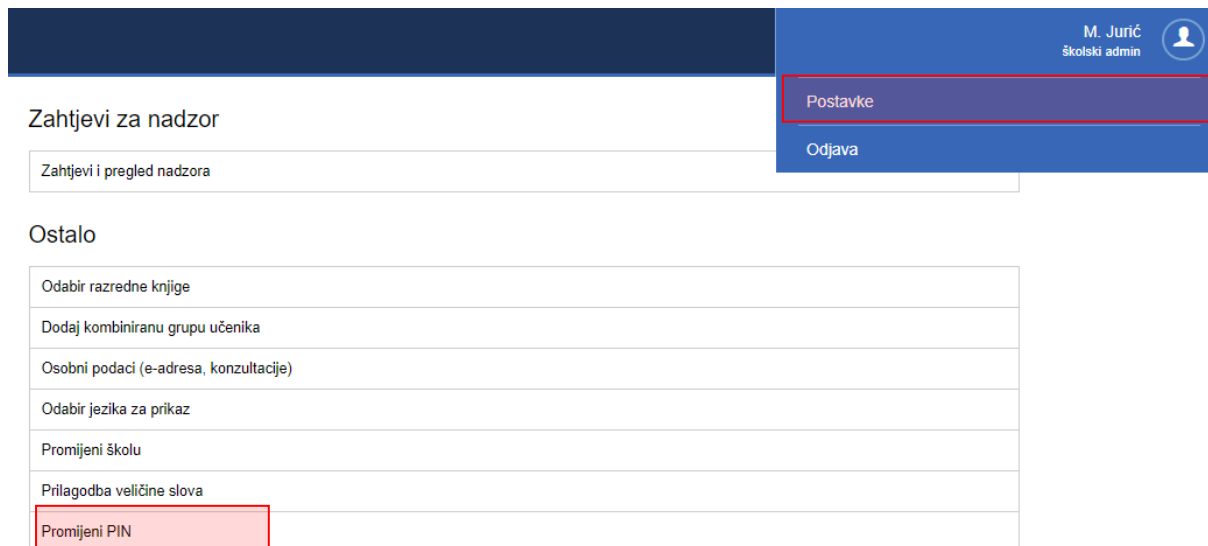 M. Jurić
školski admin
Postavke
Odjava
Zahtjevi za nadzor
Zahtjevi i pregled nadzora
Ostalo
Odabir razredne knjige
Dodaj kombiniranu grupu učenika
Osobni podaci (e-adresa, konzultacije)
Odabir jezika za prikaz
Promijeni školu
Prilagodba veličine slova
Promijeni PIN